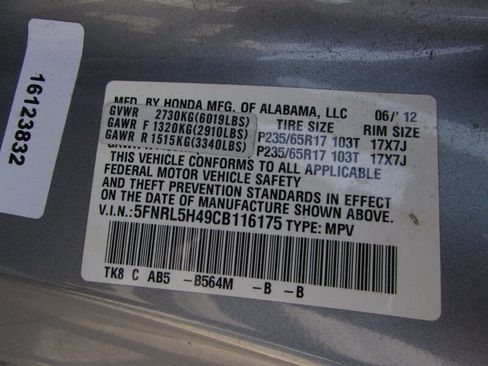 16123832
MFD. BY HONDA MFG. OF ALABAMA, LLC 06/'12
GVWR 2730KG(6019LBS) TIRE SIZE RIM SIZE
GAWR F 1320KG(2910LBS) P235/65R17 103T 17X7J
GAWR R 1515KG(3340LBS) P235/65R17 103T 17X7J
THIS VEHICLE CONFORMS TO ALL APPLICABLE
FEDERAL MOTOR VEHICLE SAFETY
AND THEFT PREVENTION STANDARDS IN EFFECT
ON THE DATE OF MANUFACTURE SHOWN ABOVE.
V.I.N.: 5FNRL5H49CB116175 TYPE: MPV
TK8 C AB5 -B564M -B -B